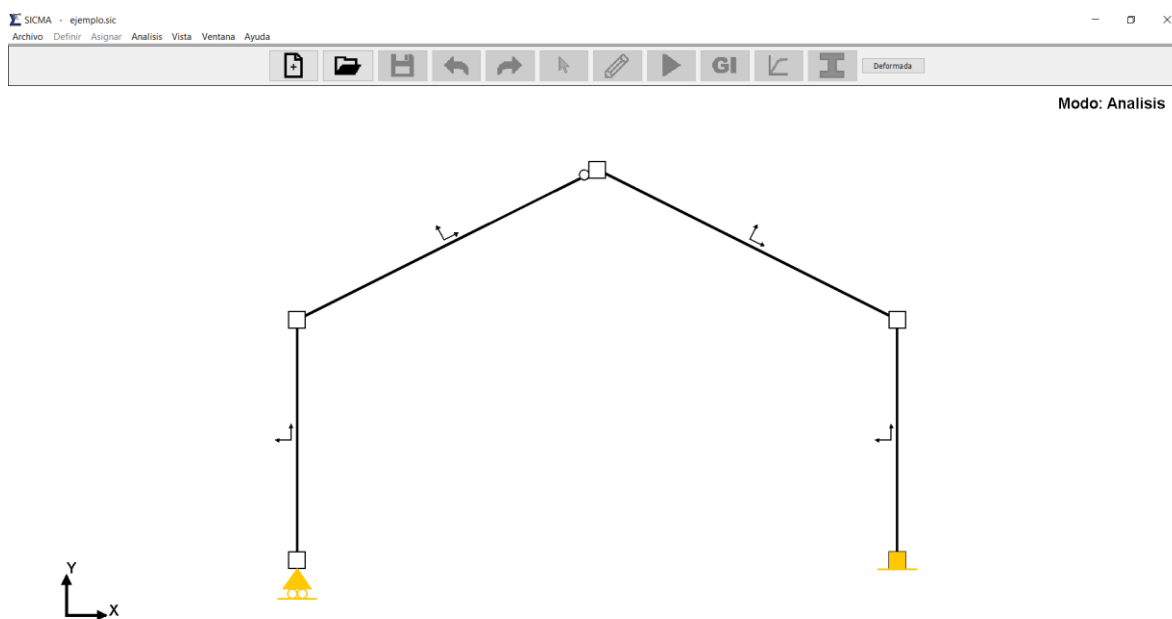 SICMA - ejemplo.sic
Archivo Definir Asignar Analisis Vista Ventana Ayuda
GI Deformada
Modo: Analisis
Y
X